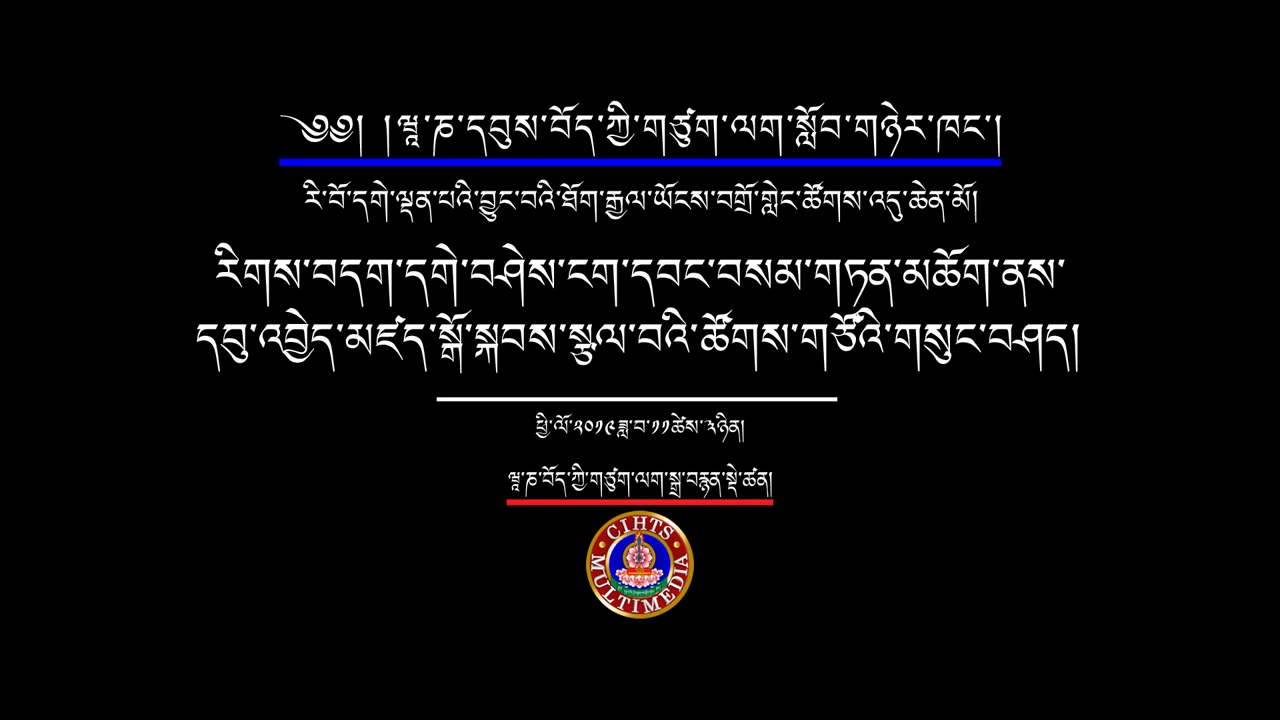 ༄༅། །ཝཱ་ཎ་དབུས་བོད་ཀྱི་གཙུག་ལག་སློབ་གཉེར་ཁང་།
རི་བོ་དགེ་ལྡན་པའི་བྱུང་བའི་ཐོག་རྒྱལ་ཡོངས་བགྲོ་གླེང་ཚོགས་འདུ་ཆེན་མོ།
རིགས་བདག་དགེ་བཤེས་ངག་དབང་བསམ་གཏན་མཆོག་ནས་
དབུ་འབྱེད་མཛད་སྒོ་སྐབས་སྩལ་བའི་ཚོགས་གཙོའི་གསུང་བཤད།
ཕྱི་ལོ་༢༠༡༩ཟླ་བ་༡༡ཚེས་༣ཉིན།
ཝཱ་ཎ་བོད་ཀྱི་གཙུག་ལག་སྒྲ་བརྙན་སྡེ་ཚན།
CIHTS
MULTIMEDIA